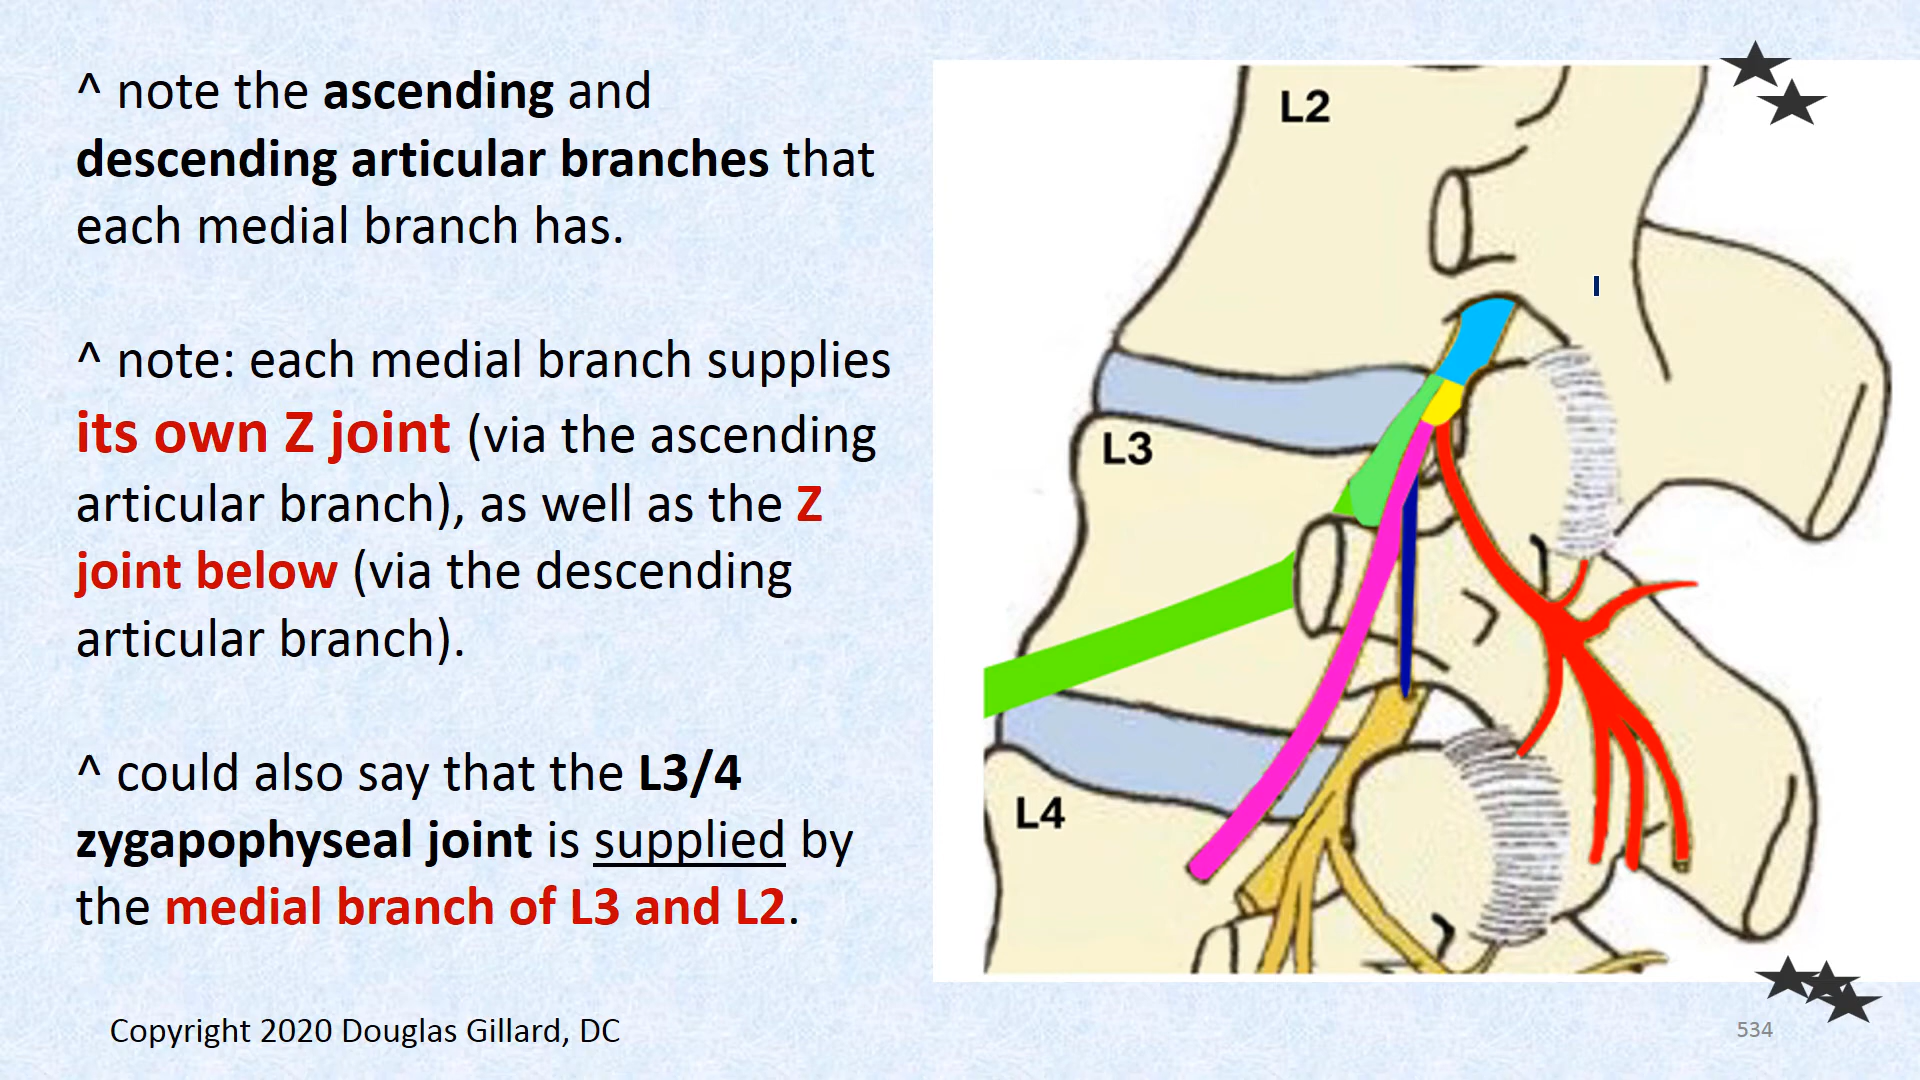 ^ note the ascending and
descending articular branches that
each medial branch has.
^ note: each medial branch supplies
its own Z joint (via the ascending
articular branch), as well as the Z
joint below (via the descending
articular branch).
^ could also say that the L3/4
zygapophyseal joint is supplied by
the medial branch of L3 and L2.
Copyright 2020 Douglas Gillard, DC
L2
L3
L4
534